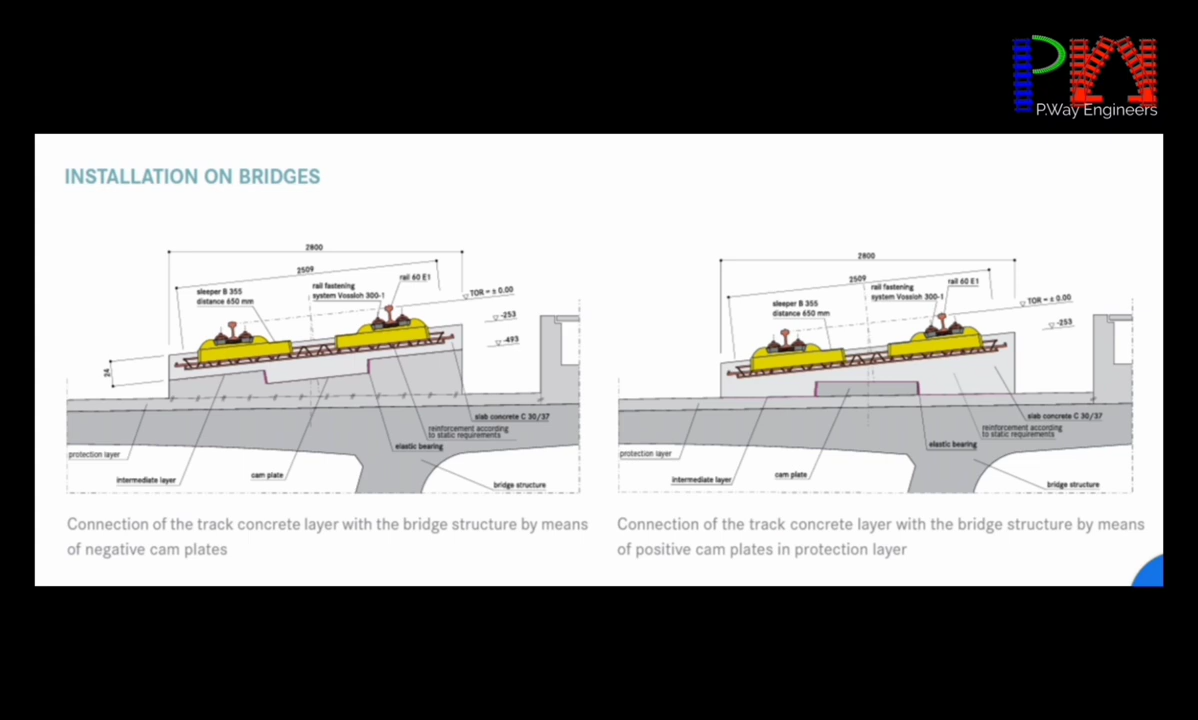 P.Way Engineers
INSTALLATION ON BRIDGES
2800
2509
rail 60 E1
rail fastening
system Vossloh 300-1
sleeper B 355
distance 650 mm
TOR = ± 0.00
-253
-493
24
slab concrete C 30/37
reinforcement according
to static requirements
elastic bearing
protection layer
intermediate layer
cam plate
bridge structure
Connection of the track concrete layer with the bridge structure by means
of negative cam plates
2800
2509
rail 60 E1
rail fastening
system Vossloh 300-1
sleeper B 355
distance 650 mm
TOR = ± 0.00
-253
slab concrete C 30/37
reinforcement according
to static requirements
elastic bearing
protection layer
intermediate layer
cam plate
bridge structure
Connection of the track concrete layer with the bridge structure by means
of positive cam plates in protection layer